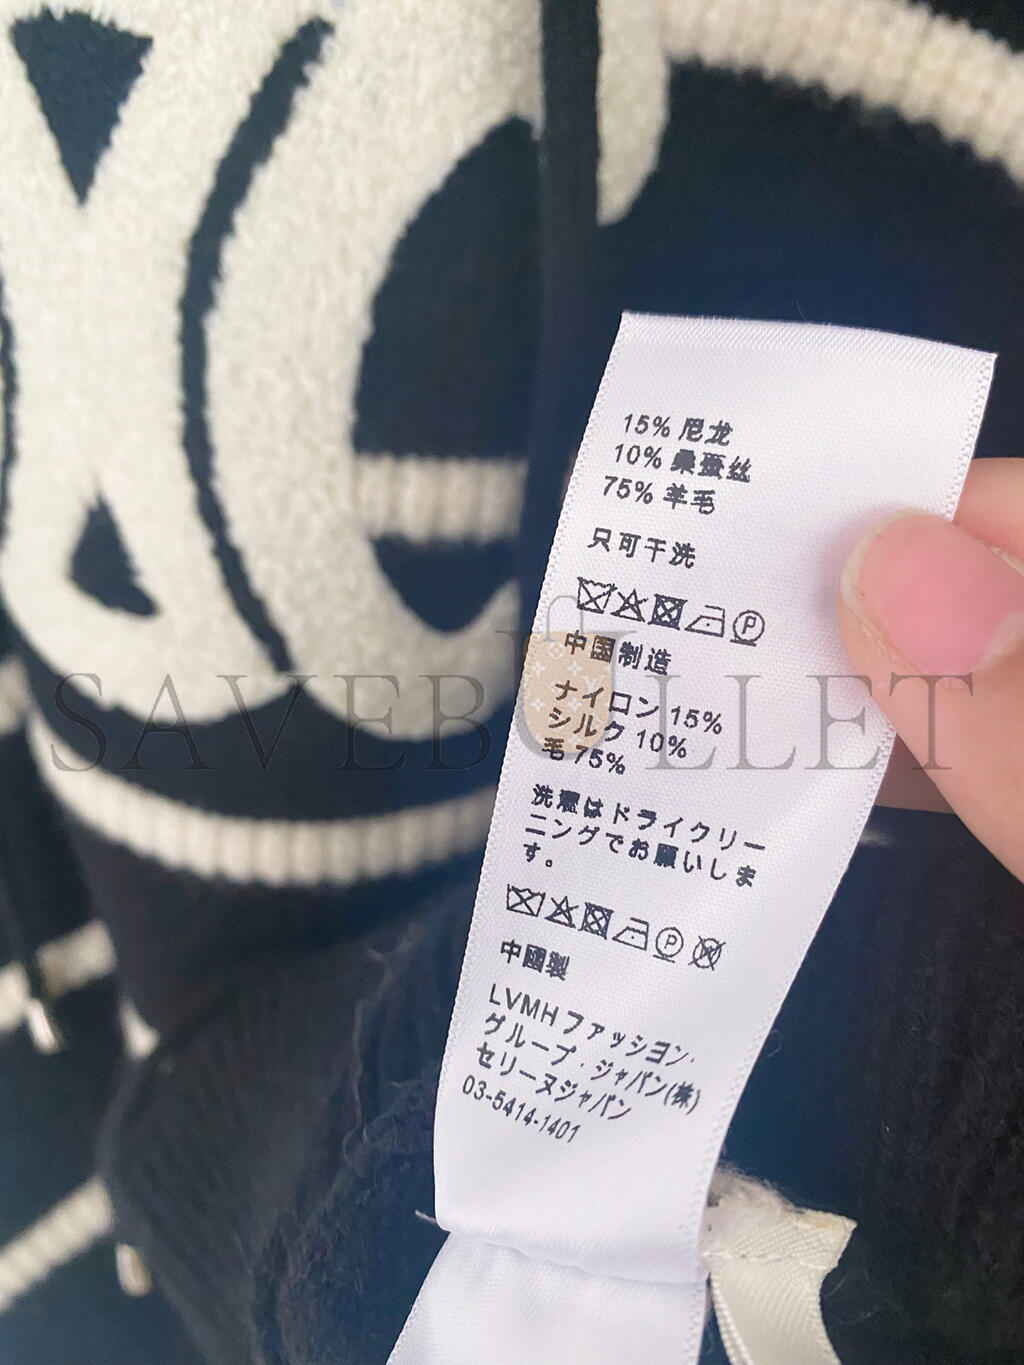 15% 尼龙
10% 桑蚕丝
75% 羊毛
只可干洗
P
中国制造
ナイロン 15%
シルク 10%
毛 75%
洗濯はドライクリー
ニングでお願いしま
す。
P
中國製
LVMH ファッション・
グループ・ジャパン(株)
セリーヌジャパン
03-5414-1401
SAVEBULLET